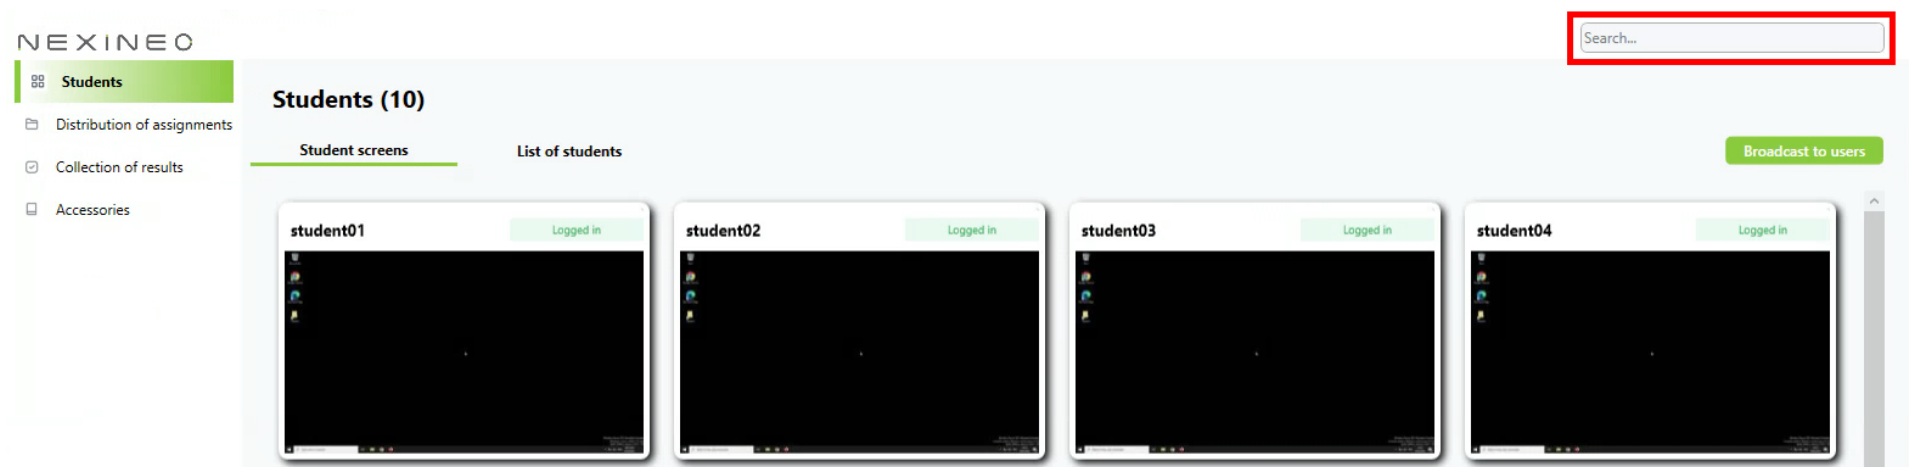 NEXINEO
Search...
Students
Distribution of assignments
Collection of results
Accessories
Students (10)
Student screens
List of students
Broadcast to users
student01
Logged in
student02
Logged in
student03
Logged in
student04
Logged in